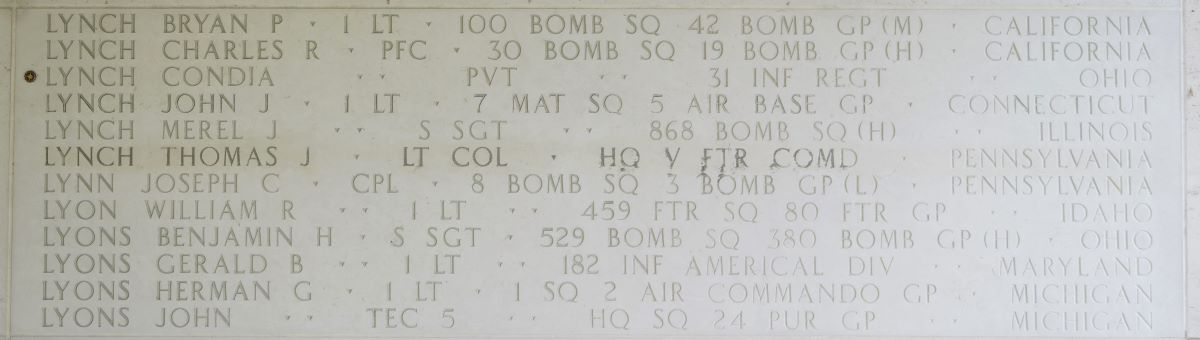 LYNCH BRYAN P · 1 LT · 100 BOMB SQ 42 BOMB GP (M) · CALIFORNIA
LYNCH CHARLES R · PFC · 30 BOMB SQ 19 BOMB GP (H) · CALIFORNIA
LYNCH CONDIA PVT · · 31 INF REGT · · OHIO
LYNCH JOHN J · 1 LT · 7 MAT SQ 5 AIR BASE GP · CONNECTICUT
LYNCH MEREL J · · S SGT · · 868 BOMB SQ (H) · · ILLINOIS
LYNCH THOMAS J · LT COL · HQ V FTR COMD · PENNSYLVANIA
LYNN JOSEPH C · CPL · 8 BOMB SQ 3 BOMB GP (L) · PENNSYLVANIA
LYON WILLIAM R · · 1 LT · · 459 FTR SQ 80 FTR GP · · IDAHO
LYONS BENJAMIN H · S SGT · 529 BOMB SQ 380 BOMB GP (H) · OHIO
LYONS GERALD B · · 1 LT · · 182 INF AMERICAL DIV · · MARYLAND
LYONS HERMAN G · 1 LT · 1 SQ 2 AIR COMMANDO GP · · MICHIGAN
LYONS JOHN · · TEC 5 · · HQ SQ 24 PUR GP · · MICHIGAN